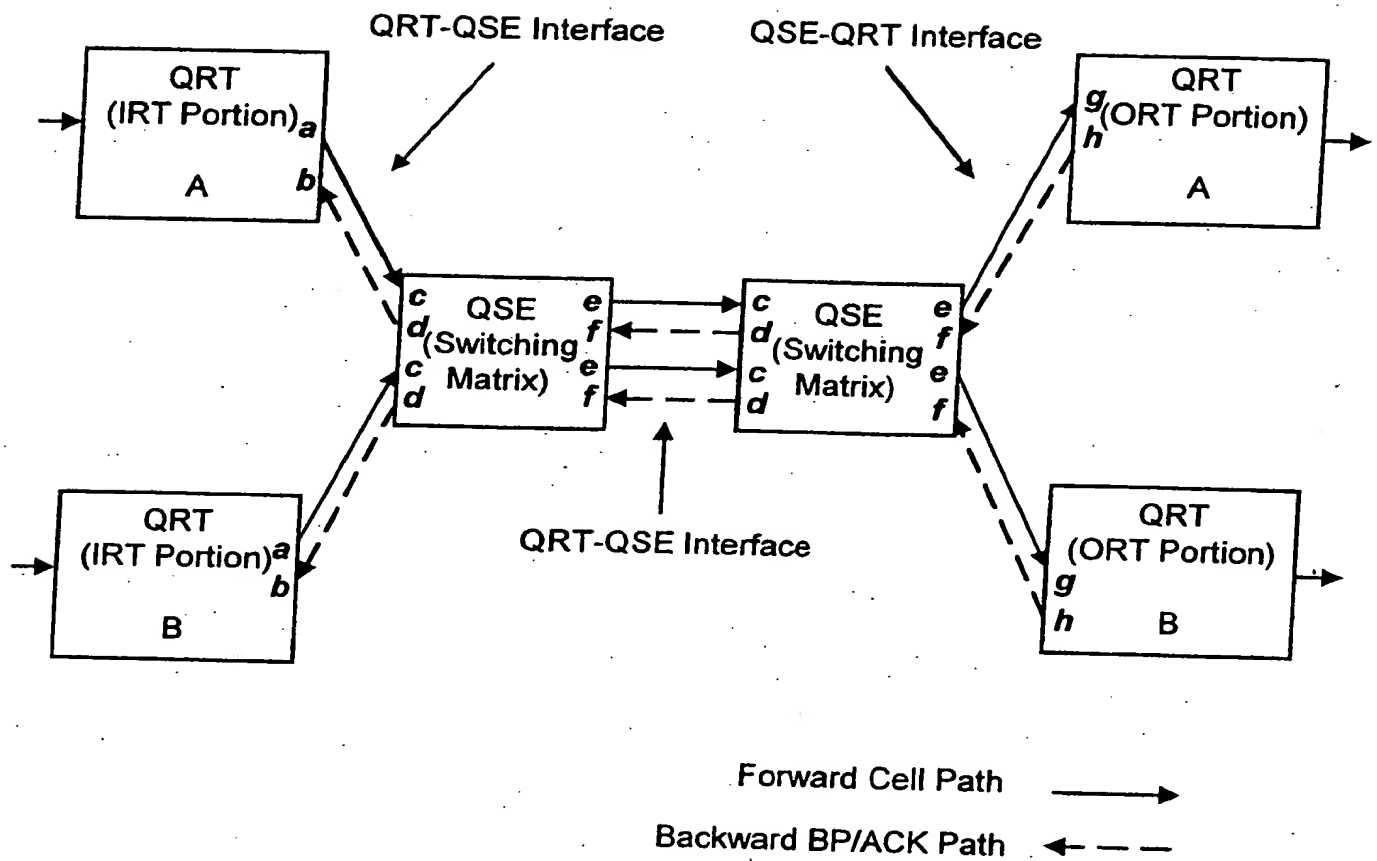 QRT-QSE Interface
QSE-QRT Interface
QRT
(IRT Portion)
a
b
A
QRT
(ORT Portion)
g
h
A
c
d
c
d
QSE
(Switching
Matrix)
e
f
e
f
c
d
c
d
QSE
(Switching
Matrix)
e
f
e
f
QRT
(IRT Portion)
a
b
B
QRT-QSE Interface
QRT
(ORT Portion)
g
h
B
Forward Cell Path
Backward BP/ACK Path